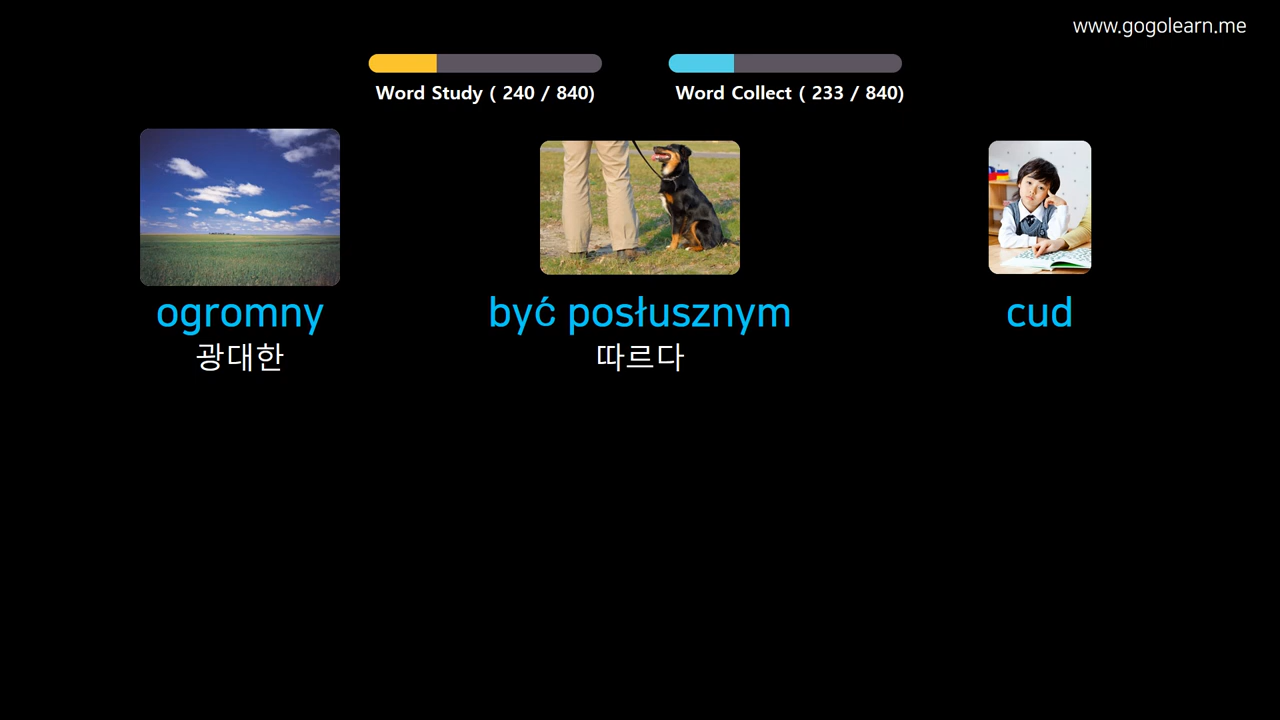 www.gogolearn.me
Word Study ( 240 / 840)
Word Collect ( 233 / 840)
ogromny
광대한
być posłusznym
따르다
cud